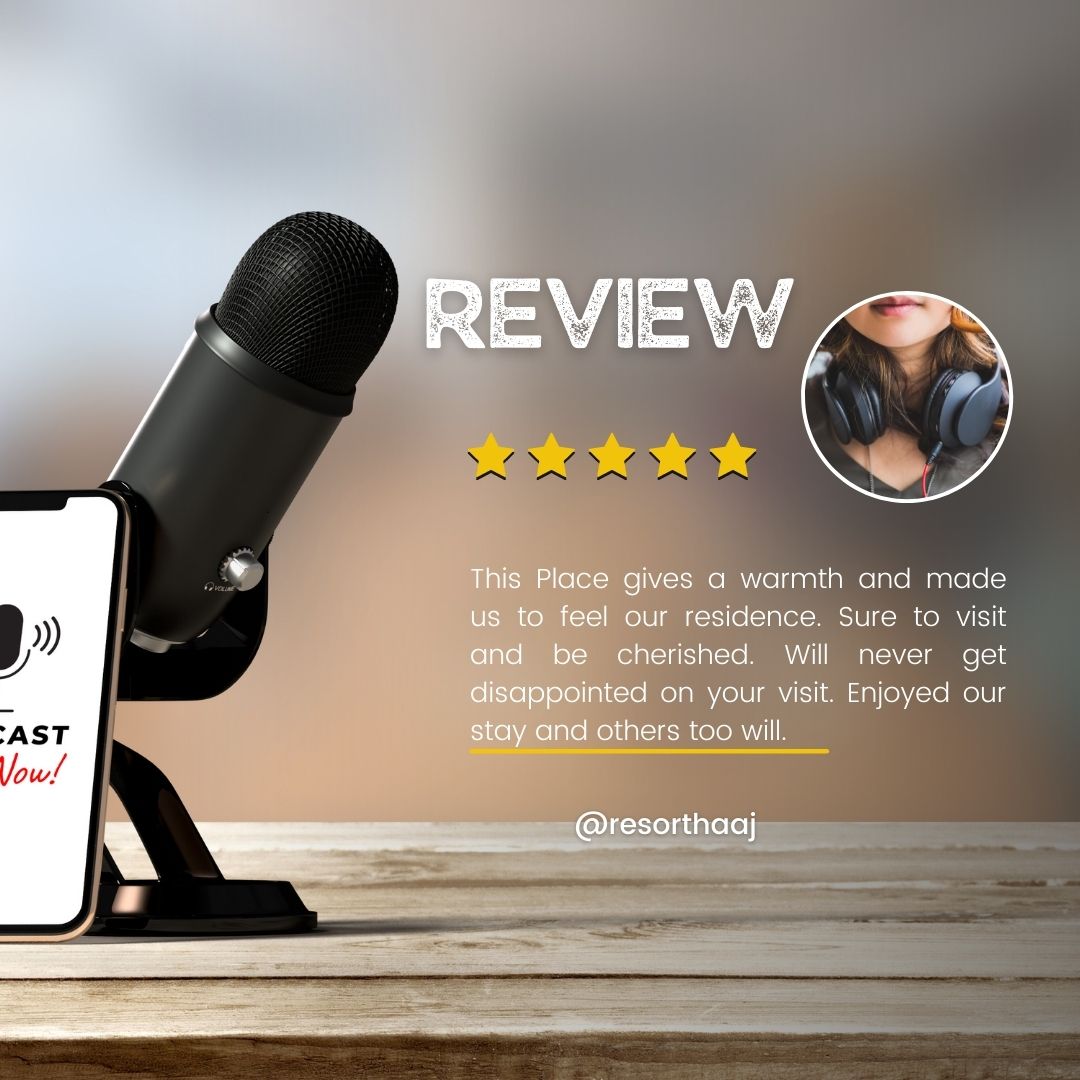 REVIEW
This Place gives a warmth and made
us to feel our residence. Sure to visit
and be cherished. Will never get
disappointed on your visit. Enjoyed our
stay and others too will.
@resorthaaj
VOLUME
CAST
Now!